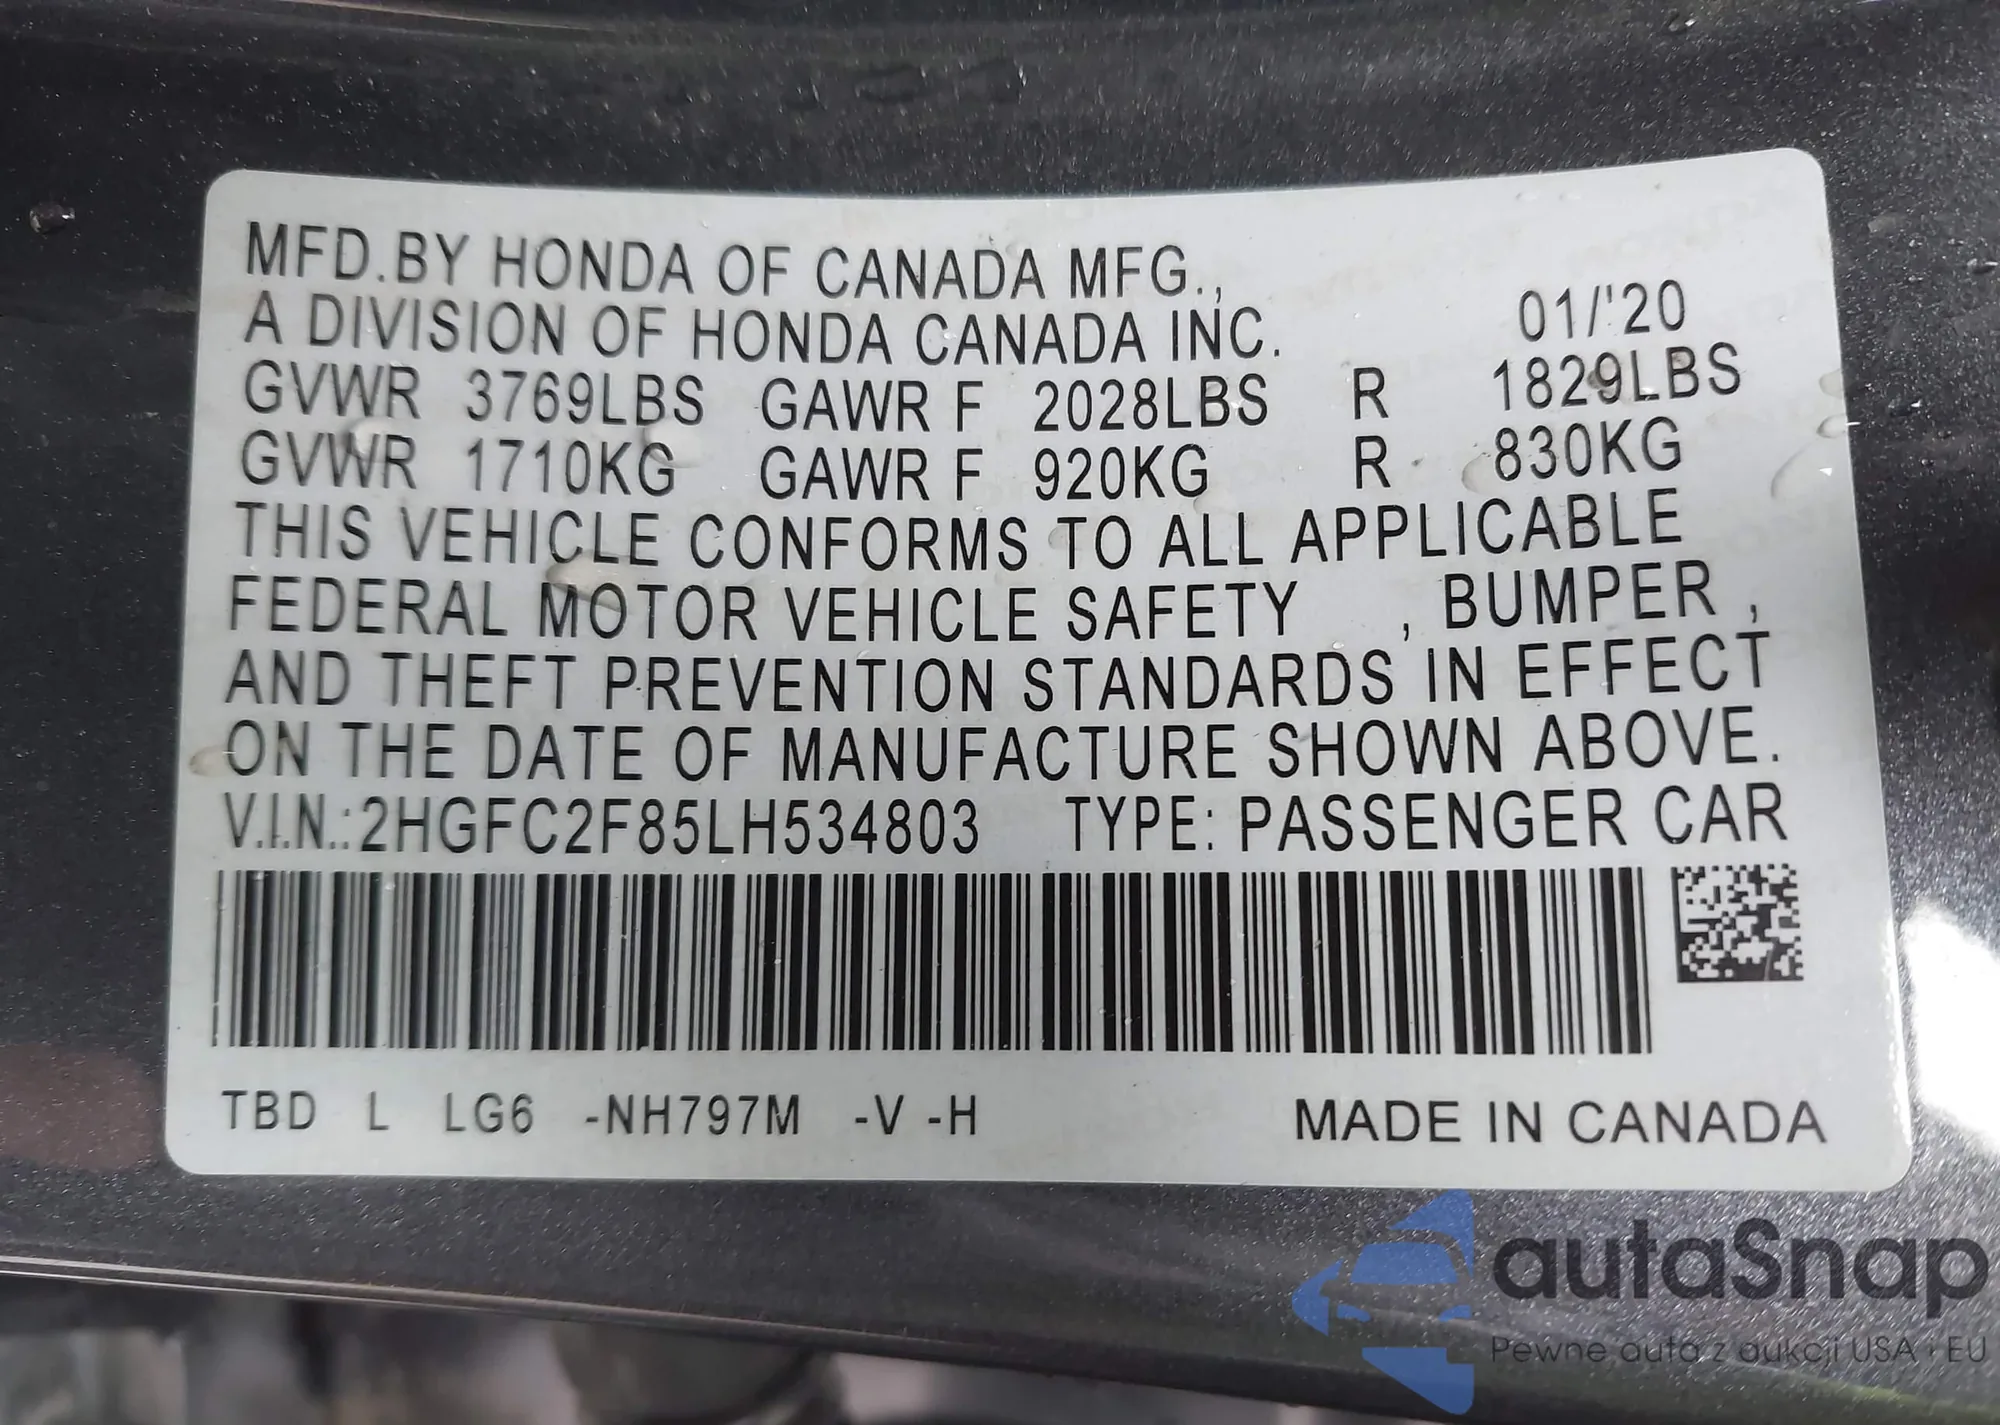 MFD.BY HONDA OF CANADA MFG.,
A DIVISION OF HONDA CANADA INC. 01/'20
GVWR 3769LBS GAWR F 2028LBS R 1829LBS
GVWR 1710KG GAWR F 920KG R 830KG
THIS VEHICLE CONFORMS TO ALL APPLICABLE
FEDERAL MOTOR VEHICLE SAFETY , BUMPER ,
AND THEFT PREVENTION STANDARDS IN EFFECT
ON THE DATE OF MANUFACTURE SHOWN ABOVE.
V.I.N.:2HGFC2F85LH534803 TYPE: PASSENGER CAR
TBD L LG6 -NH797M -V -H MADE IN CANADA
autaSnap
Pewne auta z aukcji USA i EU